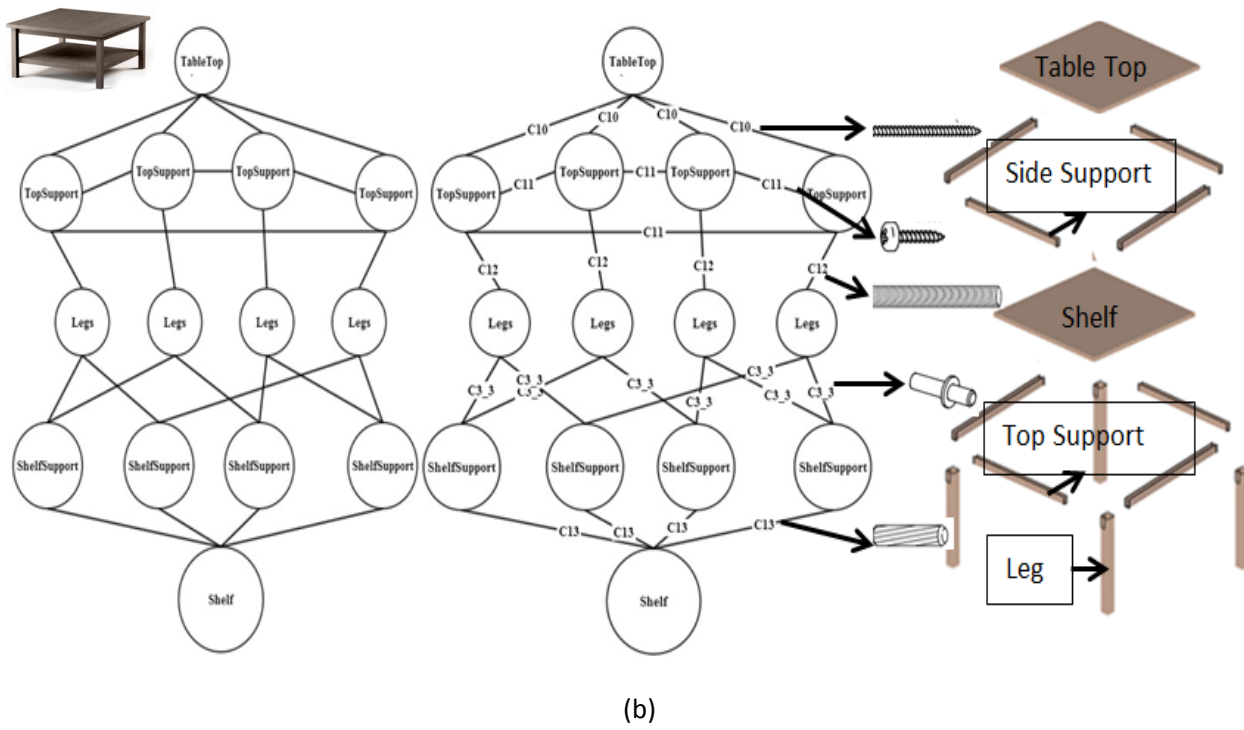 TableTop
TopSupport
TopSupport
TopSupport
TopSupport
Legs
Legs
Legs
Legs
ShelfSupport
ShelfSupport
ShelfSupport
ShelfSupport
Shelf
TableTop
C10
C10
C10
C10
TopSupport
C11
TopSupport
C11
TopSupport
C11
TopSupport
C11
C12
C12
C12
C12
Legs
Legs
Legs
Legs
C3_3
C3_3
C3_3
C3_3
C3_3
C3_3
C3_3
C3_3
ShelfSupport
ShelfSupport
ShelfSupport
ShelfSupport
C13
C13
C13
C13
Shelf
Table Top
Side Support
Shelf
Top Support
Leg
(b)